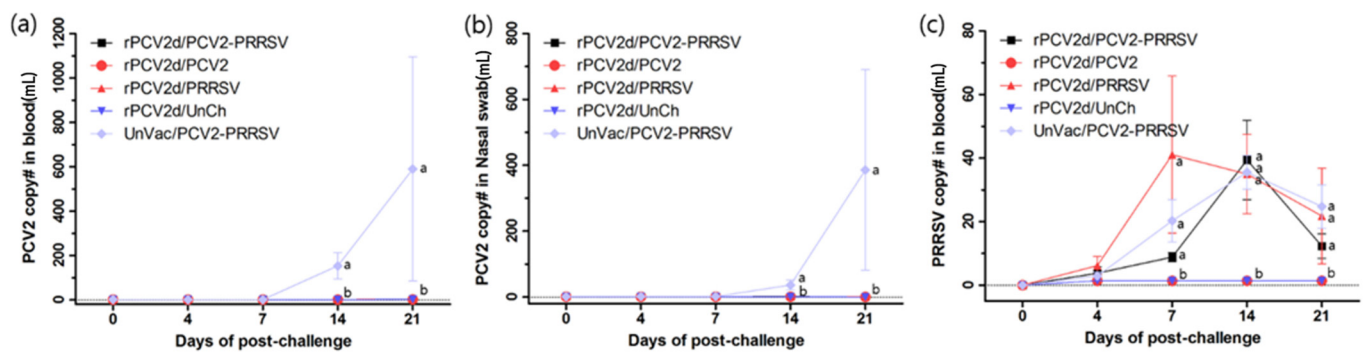 (a)
PCV2 copy# in blood(mL)
1200
1000
800
600
400
200
0
rPCV2d/PCV2-PRRSV
rPCV2d/PCV2
rPCV2d/PRRSV
rPCV2d/UnCh
UnVac/PCV2-PRRSV
a
a
b
b
0 4 7 14 21
Days of post-challenge
(b)
PCV2 copy# in Nasal swab(mL)
800
600
400
200
0
rPCV2d/PCV2-PRRSV
rPCV2d/PCV2
rPCV2d/PRRSV
rPCV2d/UnCh
UnVac/PCV2-PRRSV
a
a
b
b
0 4 7 14 21
Days of post-challenge
(c)
PRRSV copy# in blood(mL)
80
60
40
20
0
rPCV2d/PCV2-PRRSV
rPCV2d/PCV2
rPCV2d/PRRSV
rPCV2d/UnCh
UnVac/PCV2-PRRSV
a
a
a
b
a
a
a
b
a
a
a
b
0 4 7 14 21
Days of post-challenge